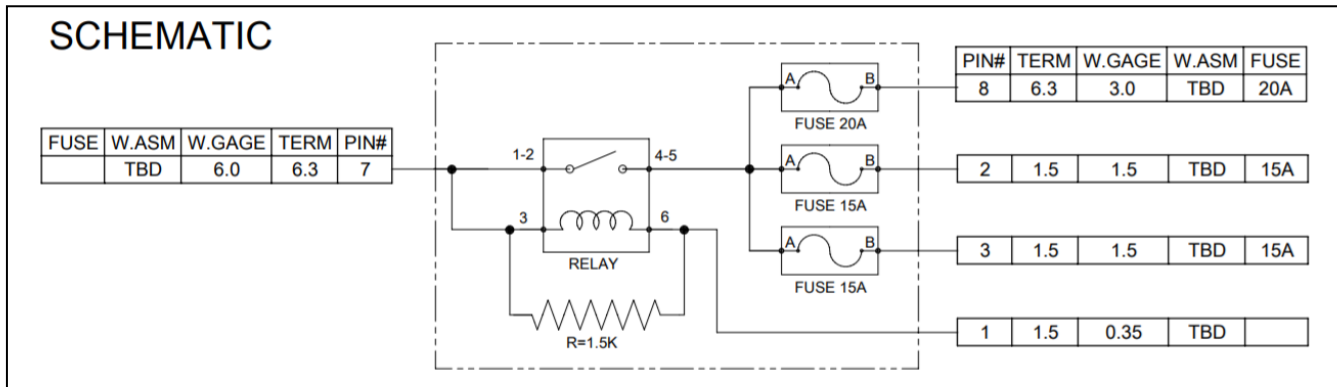 SCHEMATIC
PIN# TERM W.GAGE W.ASM FUSE
8 6.3 3.0 TBD 20A
A B
FUSE 20A
FUSE W.ASM W.GAGE TERM PIN#
TBD 6.0 6.3 7
1-2 4-5
A B
2 1.5 1.5 TBD 15A
FUSE 15A
3 6
RELAY
A B
3 1.5 1.5 TBD 15A
FUSE 15A
R=1.5K
1 1.5 0.35 TBD